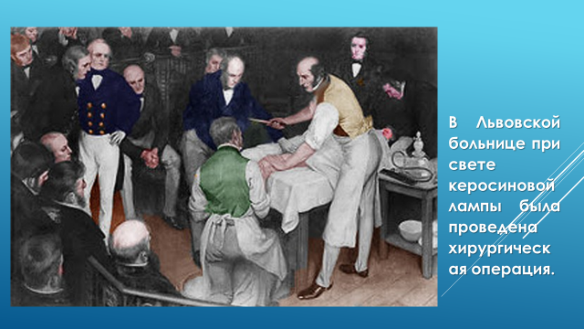 В Львовской
больнице при
свете
керосиновой
лампы была
проведена
хирургическ
ая операция.